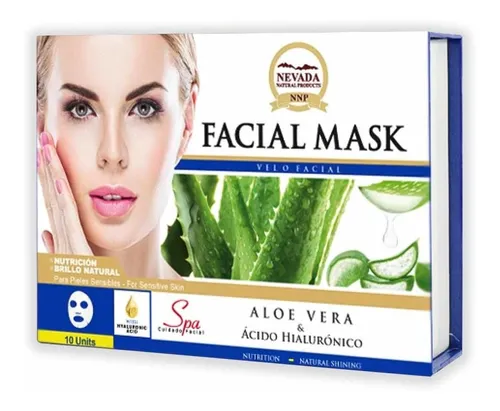 NEVADA
NATURAL PRODUCTS
NNP
FACIAL MASK
VELO FACIAL
NUTRICIÓN
BRILLO NATURAL
Para Pieles Sensibles - For Sensitive Skin
HYALURONIC
ACID
Spa
Cuidado Facial
10 Units
ALOE VERA
&
ÁCIDO HIALURÓNICO
NUTRITION - NATURAL SHINING